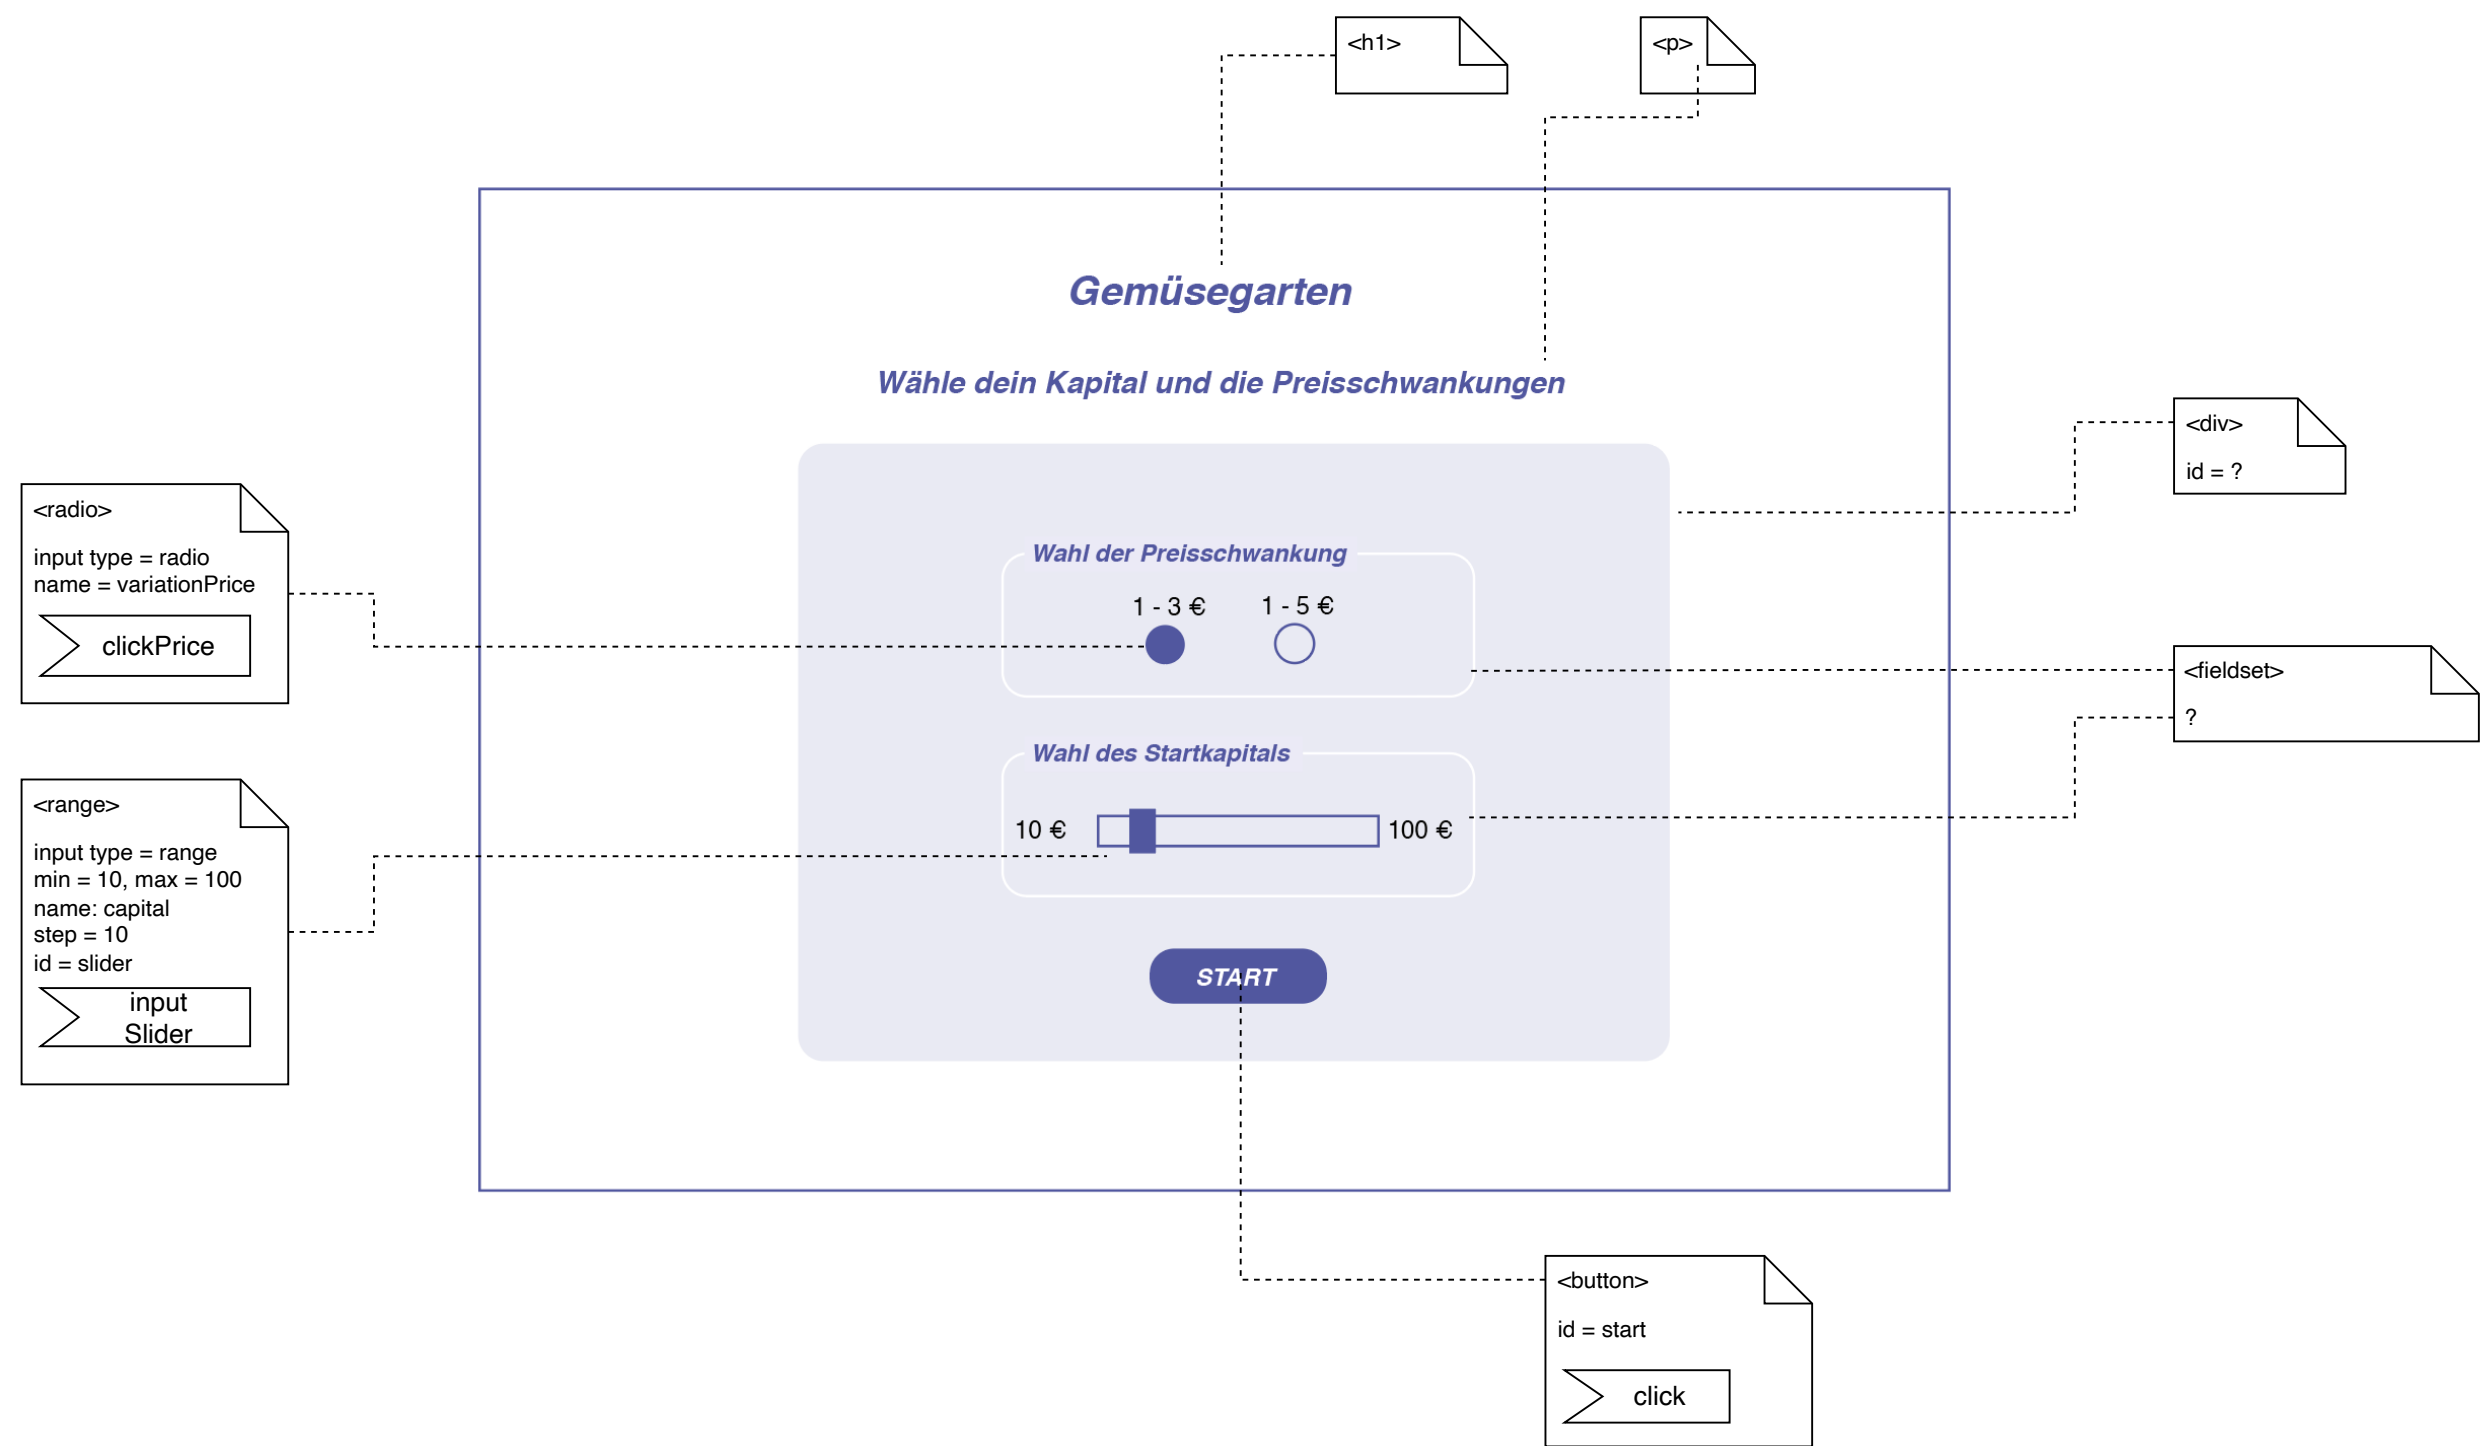 <h1>
<p>
Gemüsegarten
Wähle dein Kapital und die Preisschwankungen
<div>
id = ?
<radio>
input type = radio
name = variationPrice
clickPrice
Wahl der Preisschwankung
1 - 3 €
1 - 5 €
<fieldset>
?
<range>
input type = range
min = 10, max = 100
name: capital
step = 10
id = slider
input
Slider
Wahl des Startkapitals
10 €
100 €
START
<button>
id = start
click